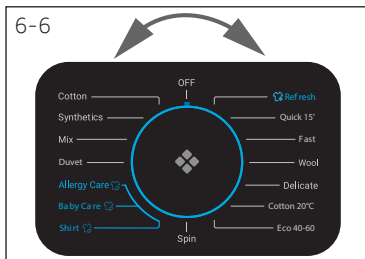 6-6
OFF
Cotton
Synthetics
Mix
Duvet
Allergy Care
Baby Care
Shirt
Refresh
Quick 15'
Fast
Wool
Delicate
Cotton 20℃
Eco 40-60
Spin